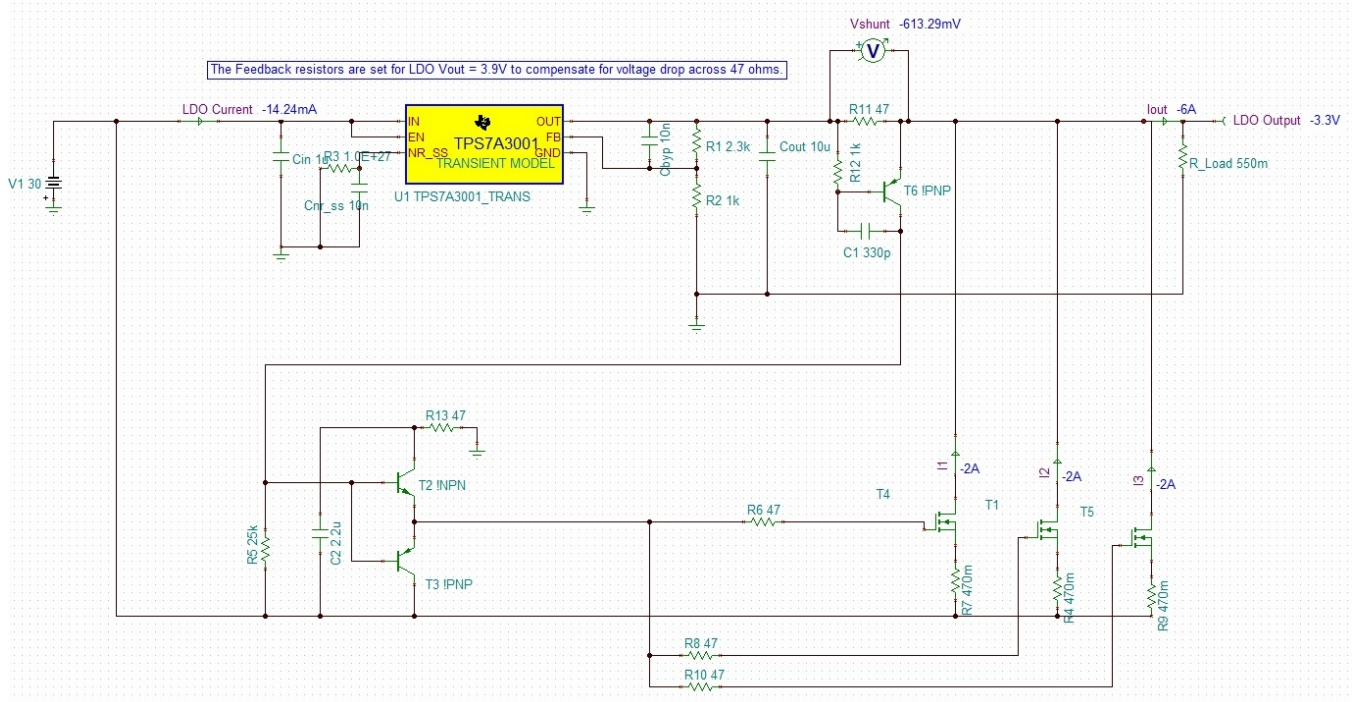 Vshunt -613.29mV
V
+
The Feedback resistors are set for LDO Vout = 3.9V to compensate for voltage drop across 47 ohms.
LDO Current -14.24mA
R11 47
Iout -6A
LDO Output -3.3V
IN
OUT
EN
FB
NR_SS
GND
TPS7A3001
TRANSIENT MODEL
U1 TPS7A3001_TRANS
V1 30
+
Cin 1u
R3 1.0E+27
Cnr_ss 10n
Cbyp 10n
R1 2.3k
Cout 10u
R2 1k
R12 1k
T6 !PNP
C1 330p
R_Load 550m
R13 47
T2 !NPN
R5 25k
C2 2.2u
T3 !PNP
R6 47
I1 -2A
I2 -2A
I3 -2A
T4
T1
T5
R7 470m
R4 470m
R9 470m
R8 47
R10 47